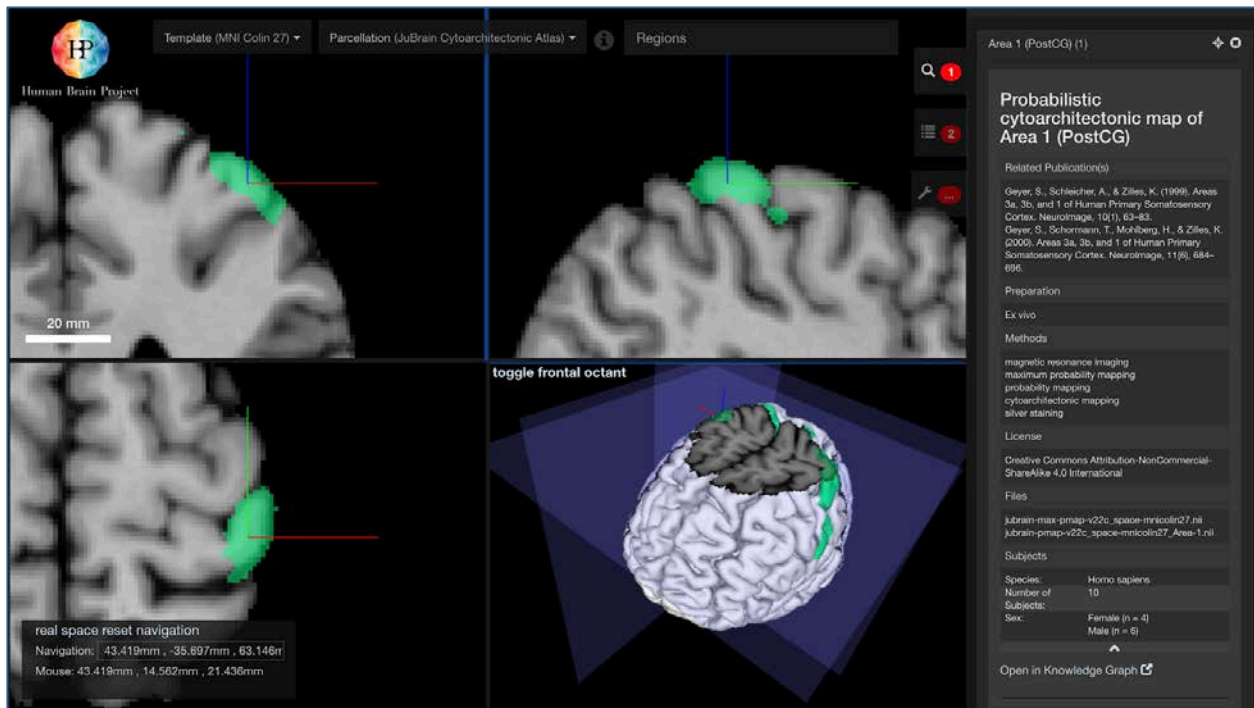 Template (MNI Colin 27)
Parcellation (JuBrain Cytoarchitectonic Atlas)
Regions
HP
Human Brain Project
20 mm
toggle frontal octant
real space reset navigation
Navigation: 43.419mm , -35.697mm , 63.146m
Mouse: 43.419mm , 14.562mm , 21.436mm
1
2
...
Area 1 (PostCG) (1)
Probabilistic
cytoarchitectonic map of
Area 1 (PostCG)
Related Publication(s)
Geyer, S., Schleicher, A., & Zilles, K. (1999). Areas
3a, 3b, and 1 of Human Primary Somatosensory
Cortex. NeuroImage, 10(1), 63–83.
Geyer, S., Schormann, T., Mohlberg, H., & Zilles, K.
(2000). Areas 3a, 3b, and 1 of Human Primary
Somatosensory Cortex. NeuroImage, 11(6), 684–
696.
Preparation
Ex vivo
Methods
magnetic resonance imaging
maximum probability mapping
probability mapping
cytoarchitectonic mapping
silver staining
License
Creative Commons Attribution-NonCommercial-
ShareAlike 4.0 International
Files
jubrain-max-pmap-v22c_space-mnicolin27.nii
jubrain-pmap-v22c_space-mnicolin27_Area-1.nii
Subjects
Species: Homo sapiens
Number of 10
Subjects:
Sex: Female (n = 4)
Male (n = 6)
Open in Knowledge Graph